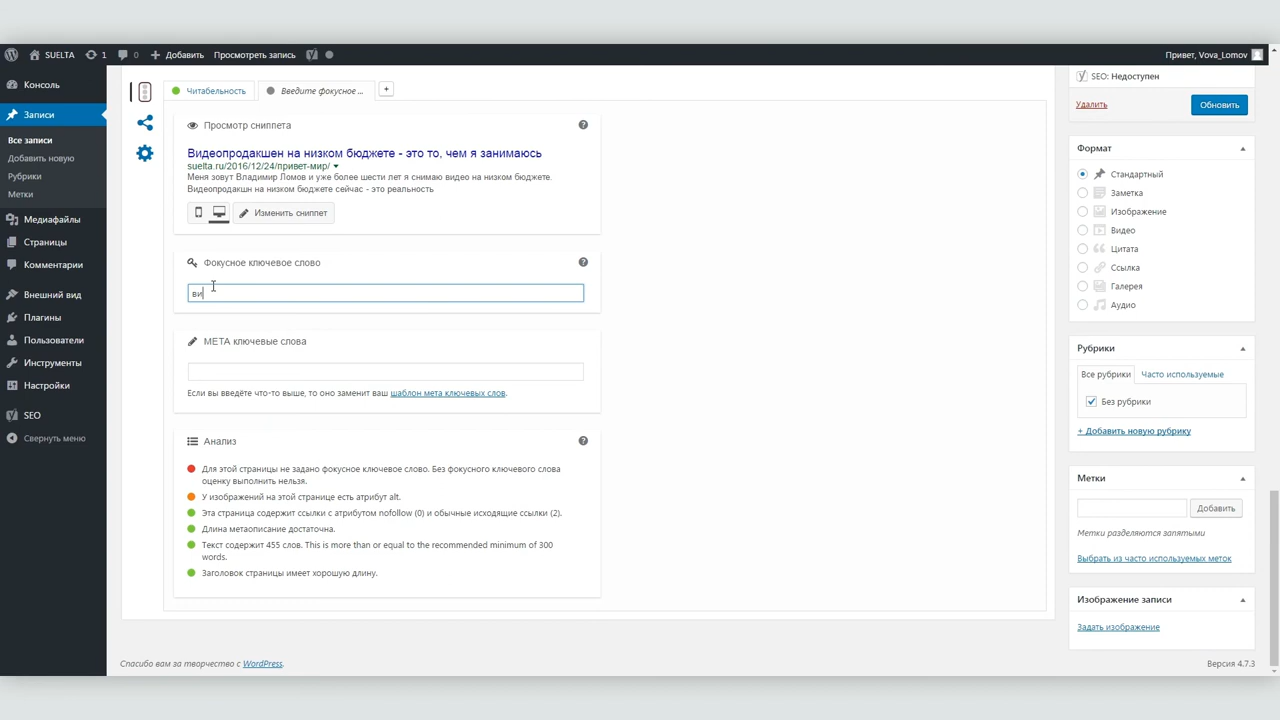 SUELTA
1
0
Добавить
Просмотреть запись
Привет, Vova_Lomov
Консоль
Записи
Все записи
Добавить новую
Рубрики
Метки
Медиафайлы
Страницы
Комментарии
Внешний вид
Плагины
Пользователи
Инструменты
Настройки
SEO
Свернуть меню
Читабельность
Введите фокусное ...
+
Просмотр сниппета
Видеопродакшен на низком бюджете - это то, чем я занимаюсь
suelta.ru/2016/12/24/привет-мир/
Меня зовут Владимир Ломов и уже более шести лет я снимаю видео на низком бюджете.
Видеопродакшн на низком бюджете сейчас - это реальность
Изменить сниппет
Фокусное ключевое слово
ви
МЕТА ключевые слова
Если вы введёте что-то выше, то оно заменит ваш шаблон мета ключевых слов.
Анализ
Для этой страницы не задано фокусное ключевое слово. Без фокусного ключевого слова
оценку выполнить нельзя.
У изображений на этой странице есть атрибут alt.
Эта страница содержит ссылки с атрибутом nofollow (0) и обычные исходящие ссылки (2).
Длина метаописание достаточна.
Текст содержит 455 слов. This is more than or equal to the recommended minimum of 300
words.
Заголовок страницы имеет хорошую длину.
SEO: Недоступен
Удалить
Обновить
Формат
Стандартный
Заметка
Изображение
Видео
Цитата
Ссылка
Галерея
Аудио
Рубрики
Все рубрики
Часто используемые
Без рубрики
+ Добавить новую рубрику
Метки
Добавить
Метки разделяются запятыми
Выбрать из часто используемых меток
Изображение записи
Задать изображение
Спасибо вам за творчество с WordPress.
Версия 4.7.3